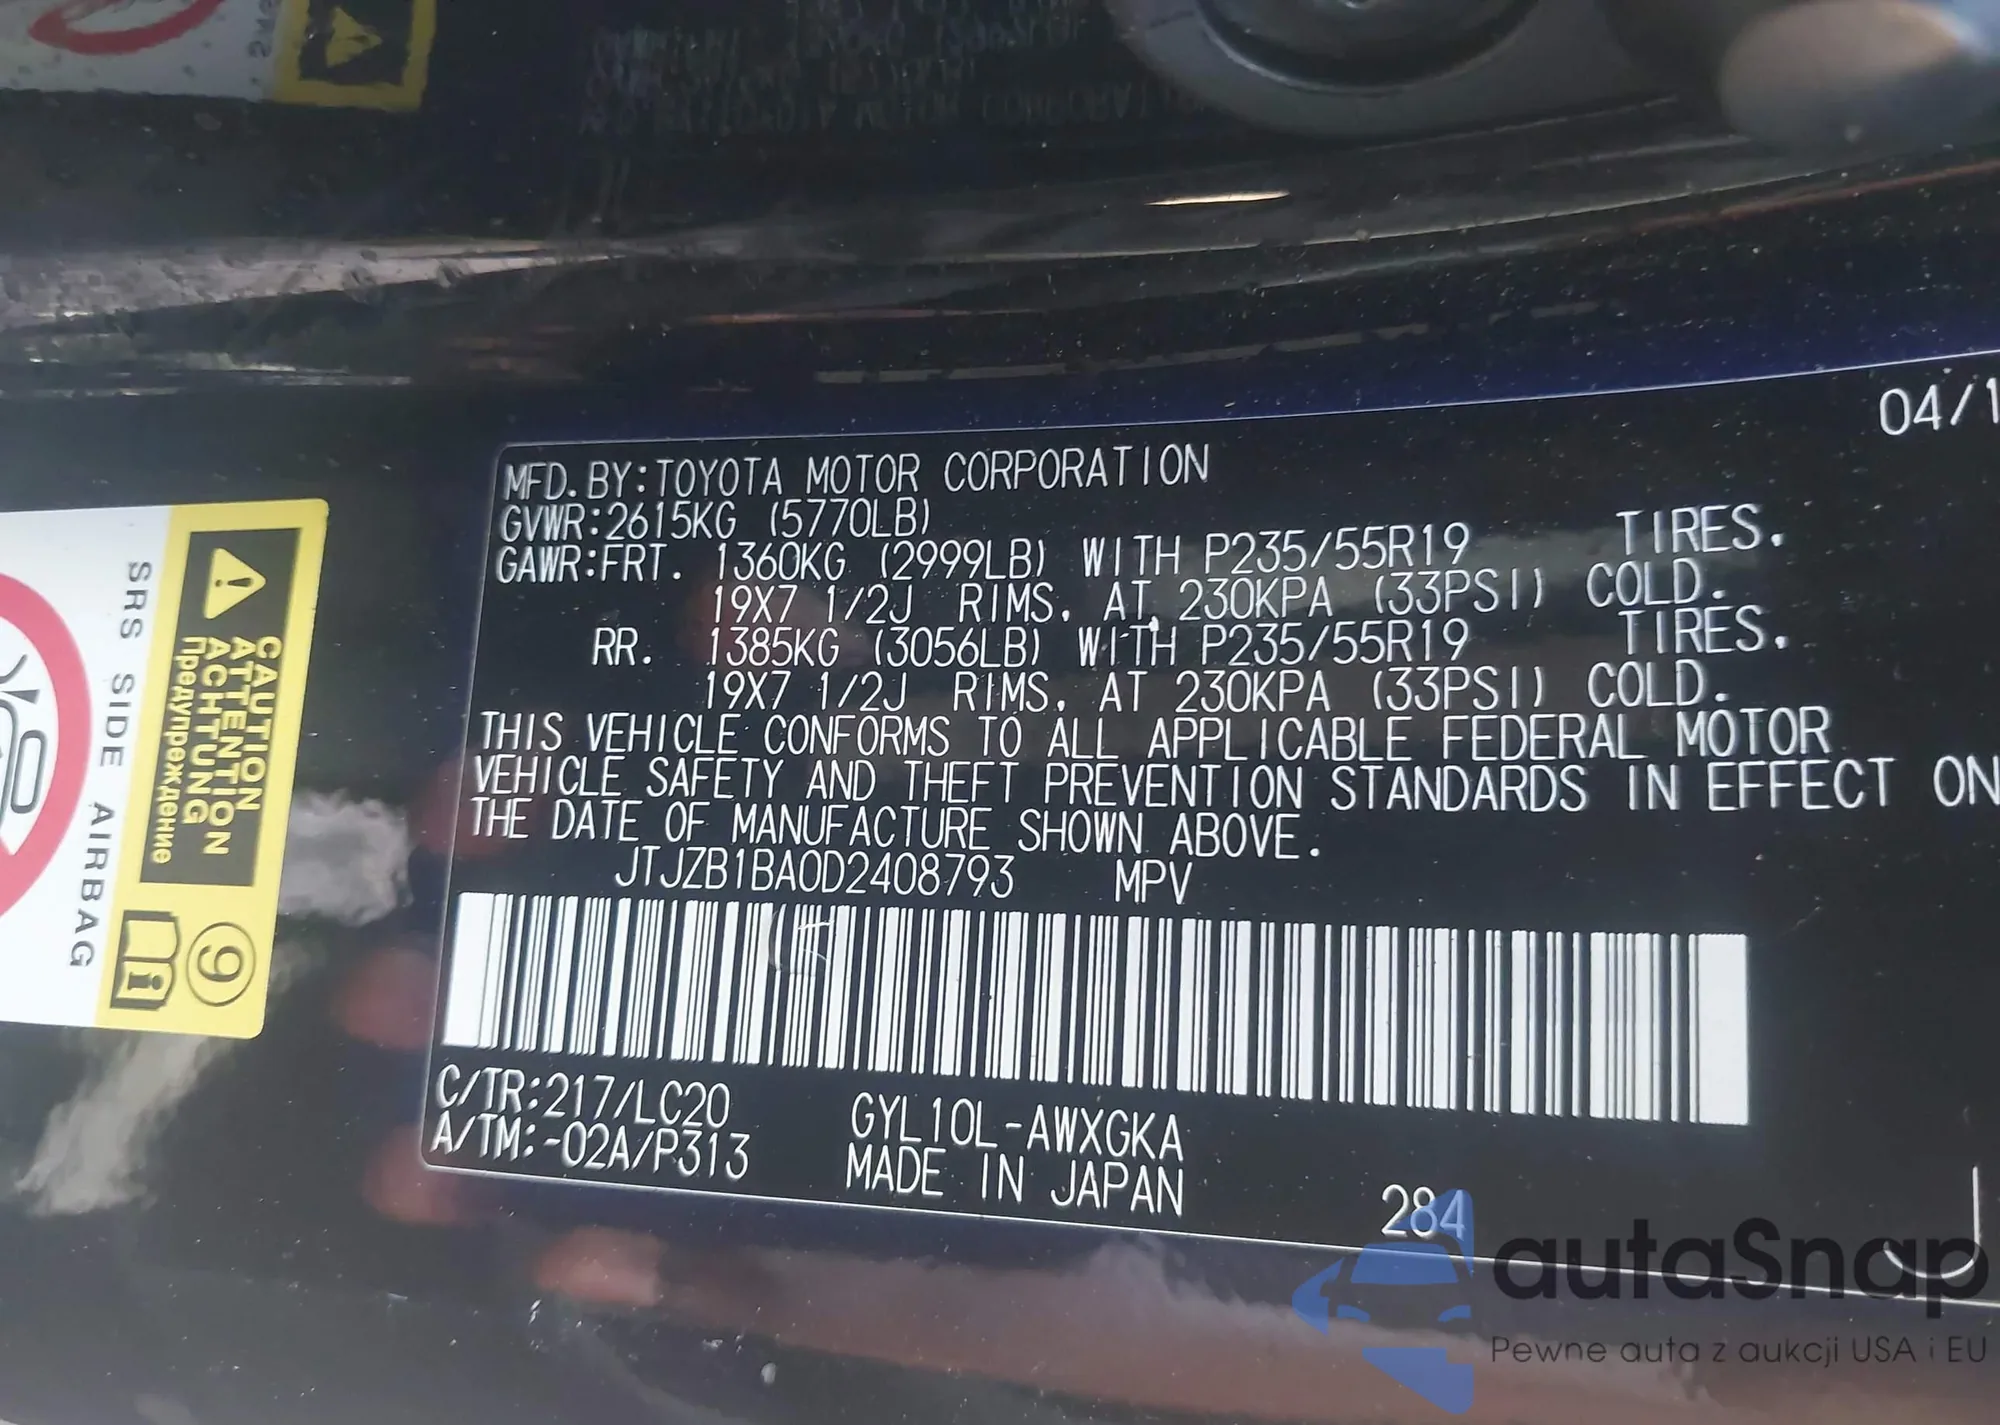 04/1
MFD.BY:TOYOTA MOTOR CORPORATION
GVWR:2615KG (5770LB)
GAWR:FRT. 1360KG (2999LB) WITH P235/55R19 TIRES.
19X7 1/2J RIMS. AT 230KPA (33PSI) COLD.
RR. 1385KG (3056LB) WITH P235/55R19 TIRES.
19X7 1/2J RIMS. AT 230KPA (33PSI) COLD.
THIS VEHICLE CONFORMS TO ALL APPLICABLE FEDERAL MOTOR
VEHICLE SAFETY AND THEFT PREVENTION STANDARDS IN EFFECT ON
THE DATE OF MANUFACTURE SHOWN ABOVE.
JTJZB1BA0D2408793 MPV
C/TR:217/LC20 GYL10L-AWXGKA
A/TM:-02A/P313 MADE IN JAPAN
284
J
CAUTION
ATTENTION
ACHTUNG
Предупреждение
SRS SIDE AIRBAG
9
i
autaSnap
Pewne auta z aukcji USA i EU